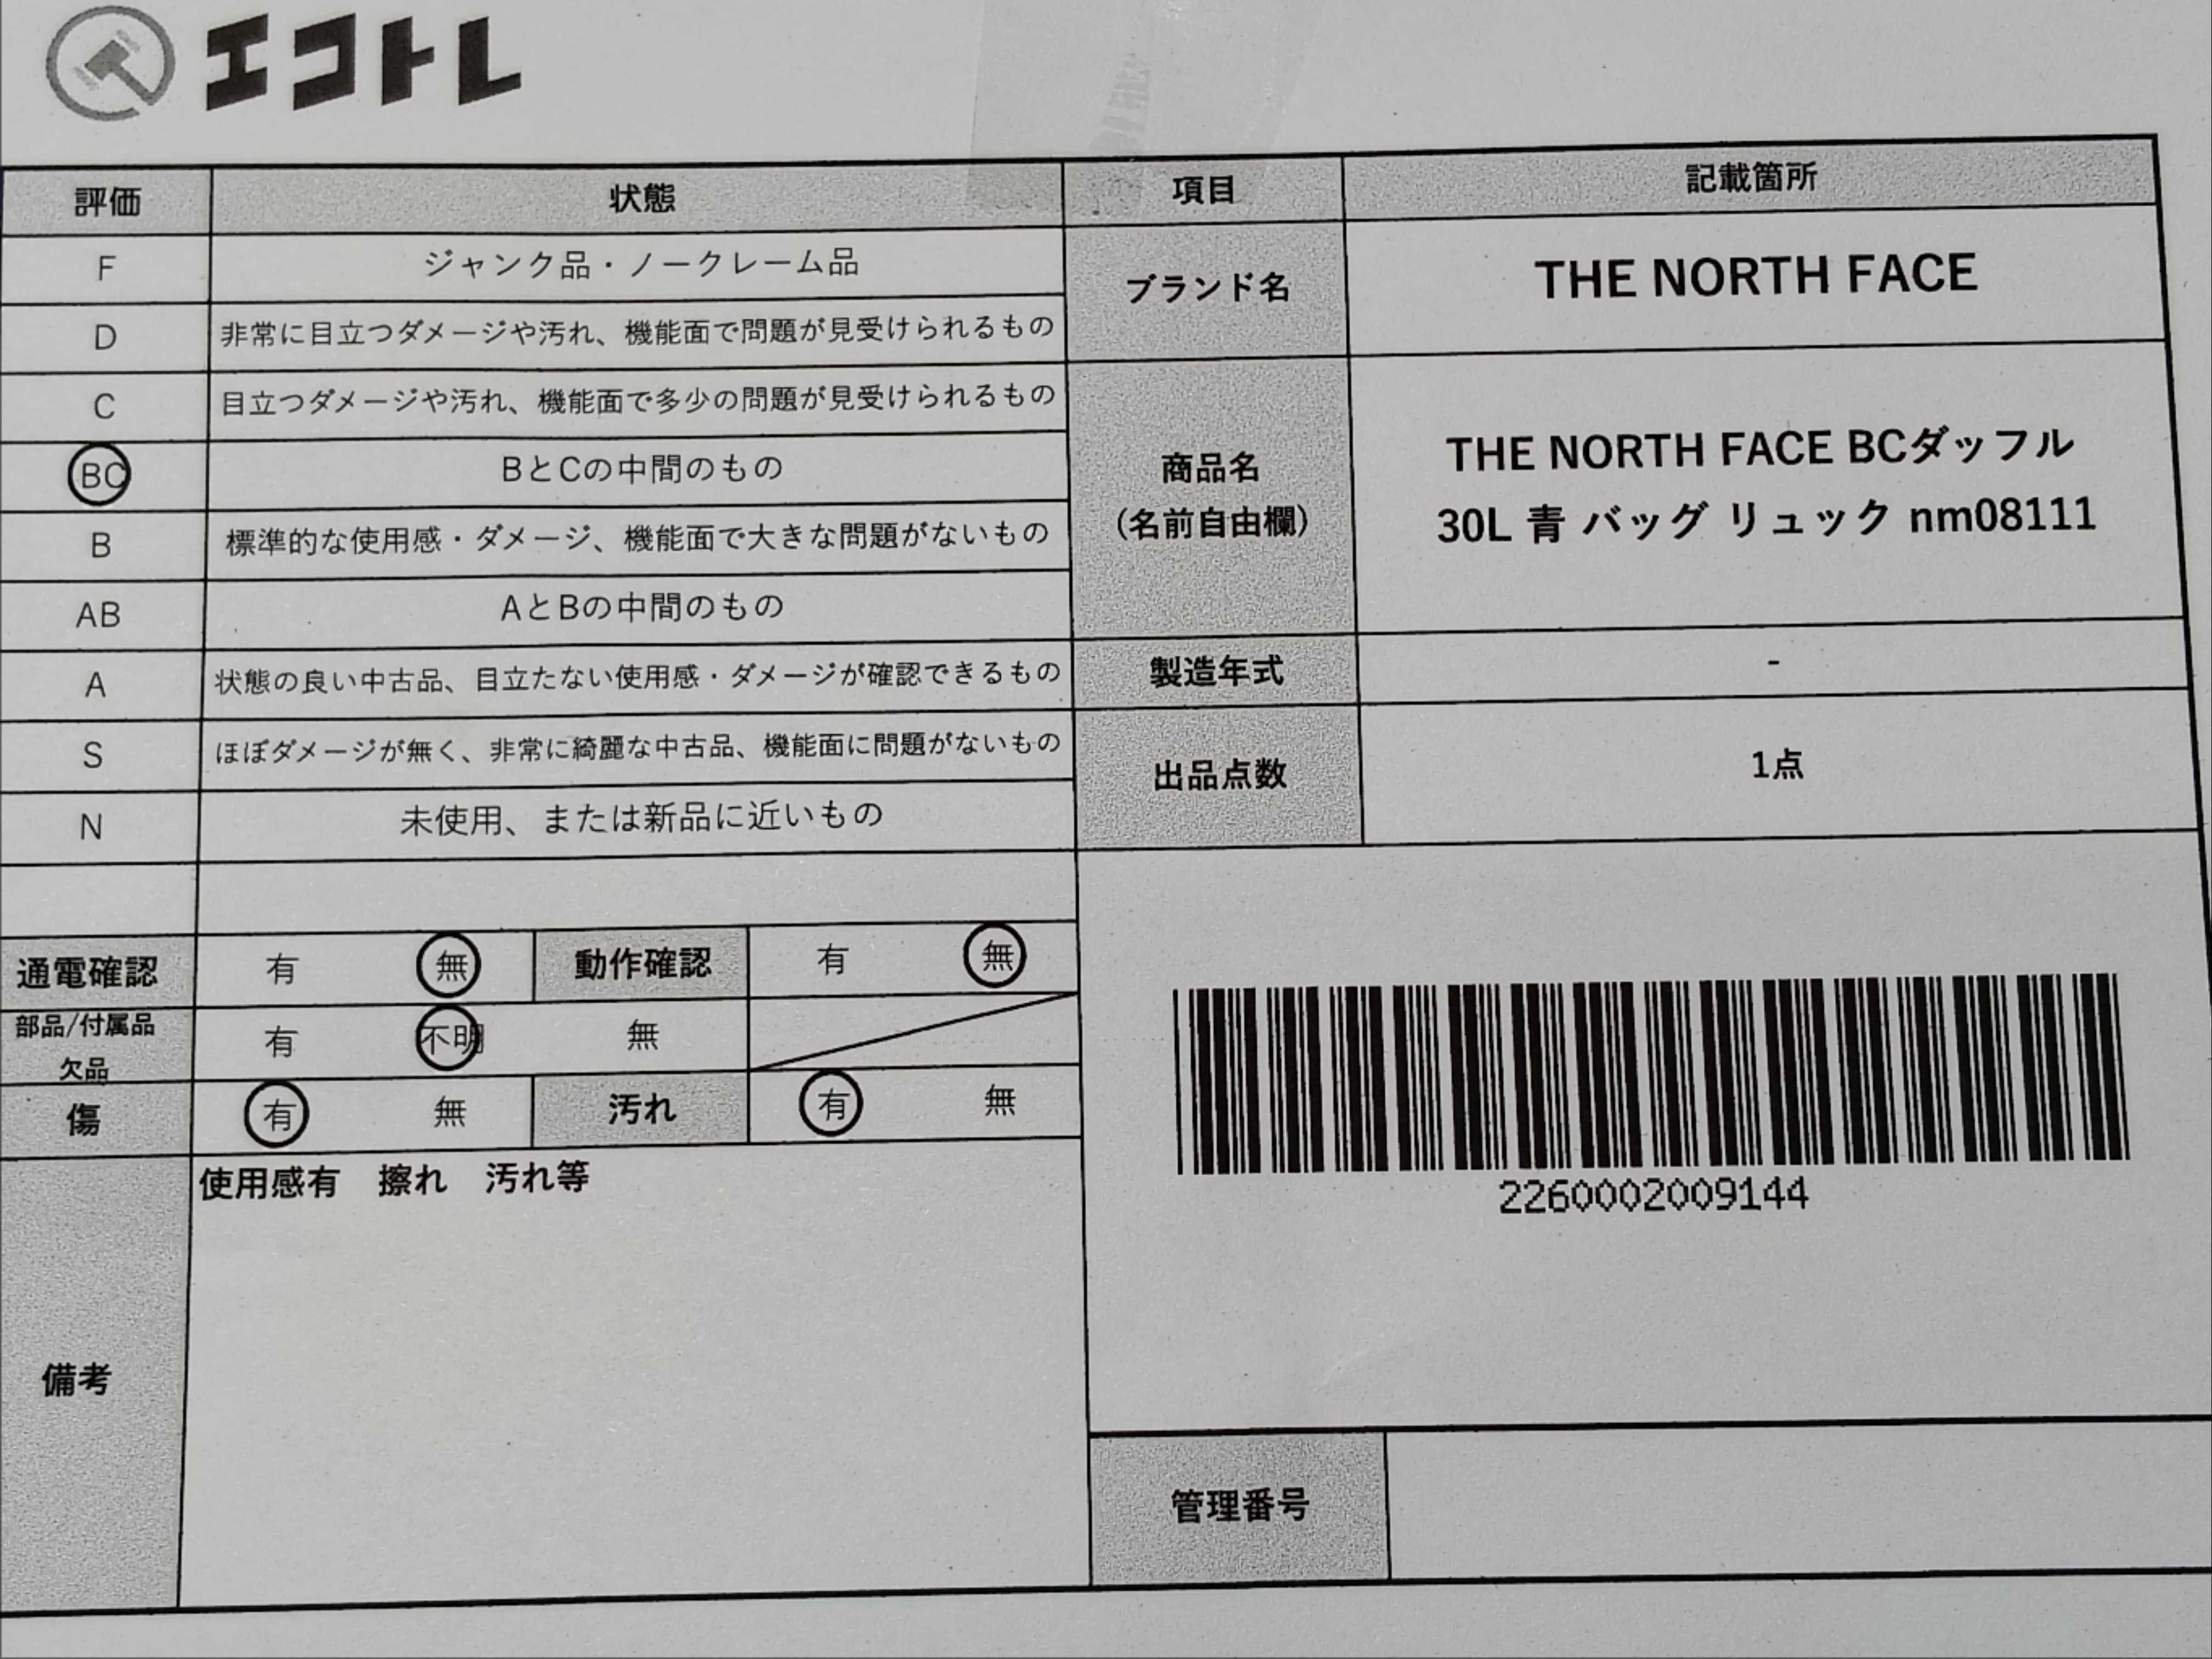 エコトレ
評価 状態 項目 記載箇所
F ジャンク品・ノークレーム品
ブランド名 THE NORTH FACE
D 非常に目立つダメージや汚れ、機能面で問題が見受けられるもの
C 目立つダメージや汚れ、機能面で多少の問題が見受けられるもの
BC BとCの中間のもの
商品名
(名前自由欄)
THE NORTH FACE BCダッフル
30L 青 バッグ リュック nm08111
B 標準的な使用感・ダメージ、機能面で大きな問題がないもの
AB AとBの中間のもの
A 状態の良い中古品、目立たない使用感・ダメージが確認できるもの
製造年式 -
S ほぼダメージが無く、非常に綺麗な中古品、機能面に問題がないもの
出品点数 1点
N 未使用、または新品に近いもの
通電確認 有 無 動作確認 有 無
部品/付属品
欠品
有 不明 無
傷 有 無 汚れ 有 無
備考
使用感有 擦れ 汚れ等
2260002009144
管理番号